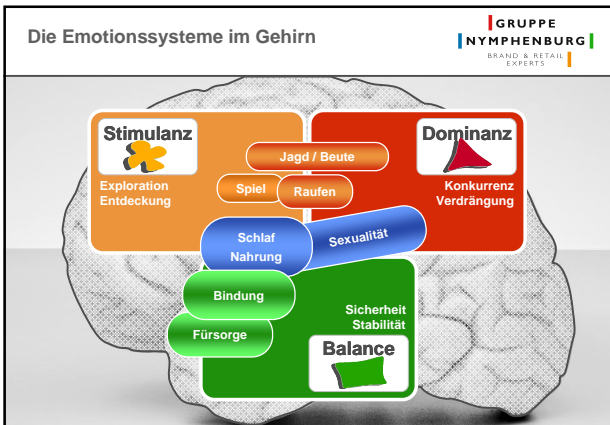 Die Emotionssysteme im Gehirn
GRUPPE
NYMPHENBURG
BRAND & RETAIL
EXPERTS
Stimulanz
Exploration
Entdeckung
Dominanz
Konkurrenz
Verdrängung
Jagd / Beute
Spiel
Raufen
Schlaf
Nahrung
Sexualität
Bindung
Fürsorge
Sicherheit
Stabilität
Balance